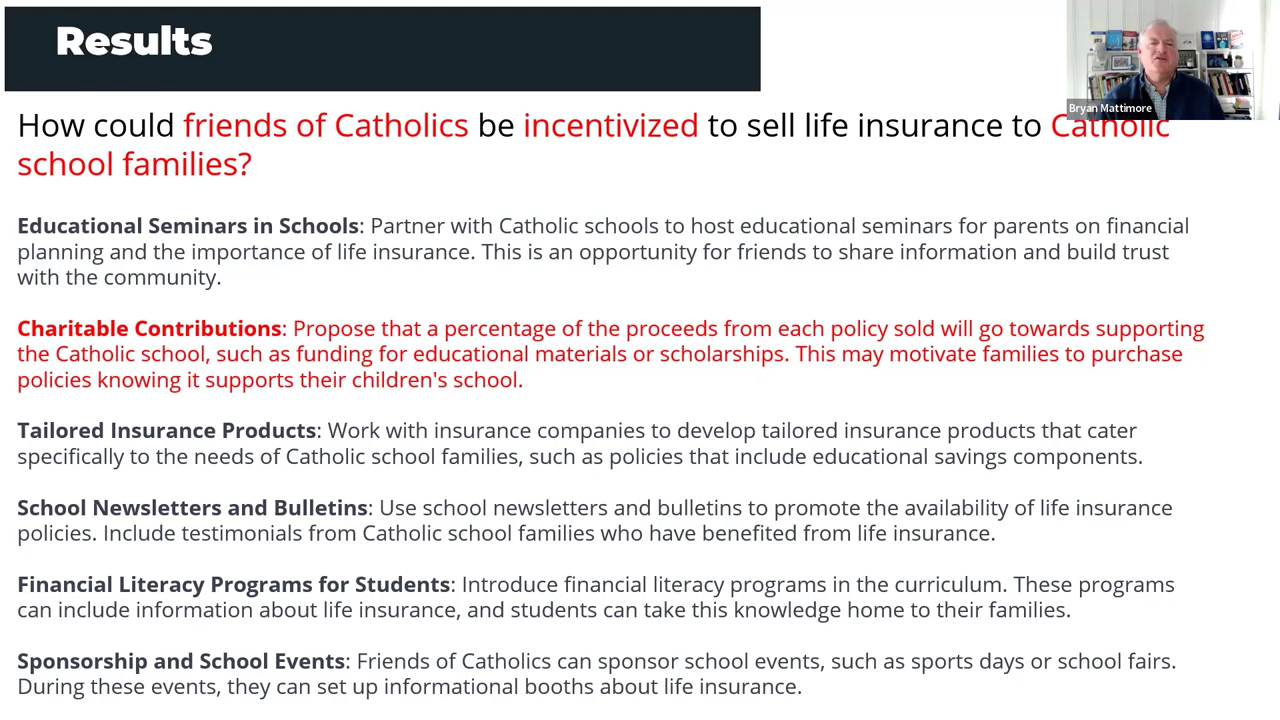 Results
Bryan Mattimore
How could friends of Catholics be incentivized to sell life insurance to Catholic
school families?
Educational Seminars in Schools: Partner with Catholic schools to host educational seminars for parents on financial
planning and the importance of life insurance. This is an opportunity for friends to share information and build trust
with the community.
Charitable Contributions: Propose that a percentage of the proceeds from each policy sold will go towards supporting
the Catholic school, such as funding for educational materials or scholarships. This may motivate families to purchase
policies knowing it supports their children's school.
Tailored Insurance Products: Work with insurance companies to develop tailored insurance products that cater
specifically to the needs of Catholic school families, such as policies that include educational savings components.
School Newsletters and Bulletins: Use school newsletters and bulletins to promote the availability of life insurance
policies. Include testimonials from Catholic school families who have benefited from life insurance.
Financial Literacy Programs for Students: Introduce financial literacy programs in the curriculum. These programs
can include information about life insurance, and students can take this knowledge home to their families.
Sponsorship and School Events: Friends of Catholics can sponsor school events, such as sports days or school fairs.
During these events, they can set up informational booths about life insurance.